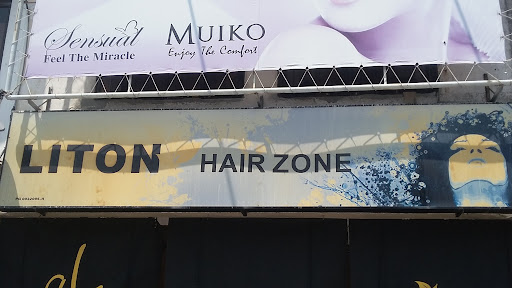 Sensual
Feel The Miracle
MUIKO
Enjoy The Comfort
LITON HAIR ZONE